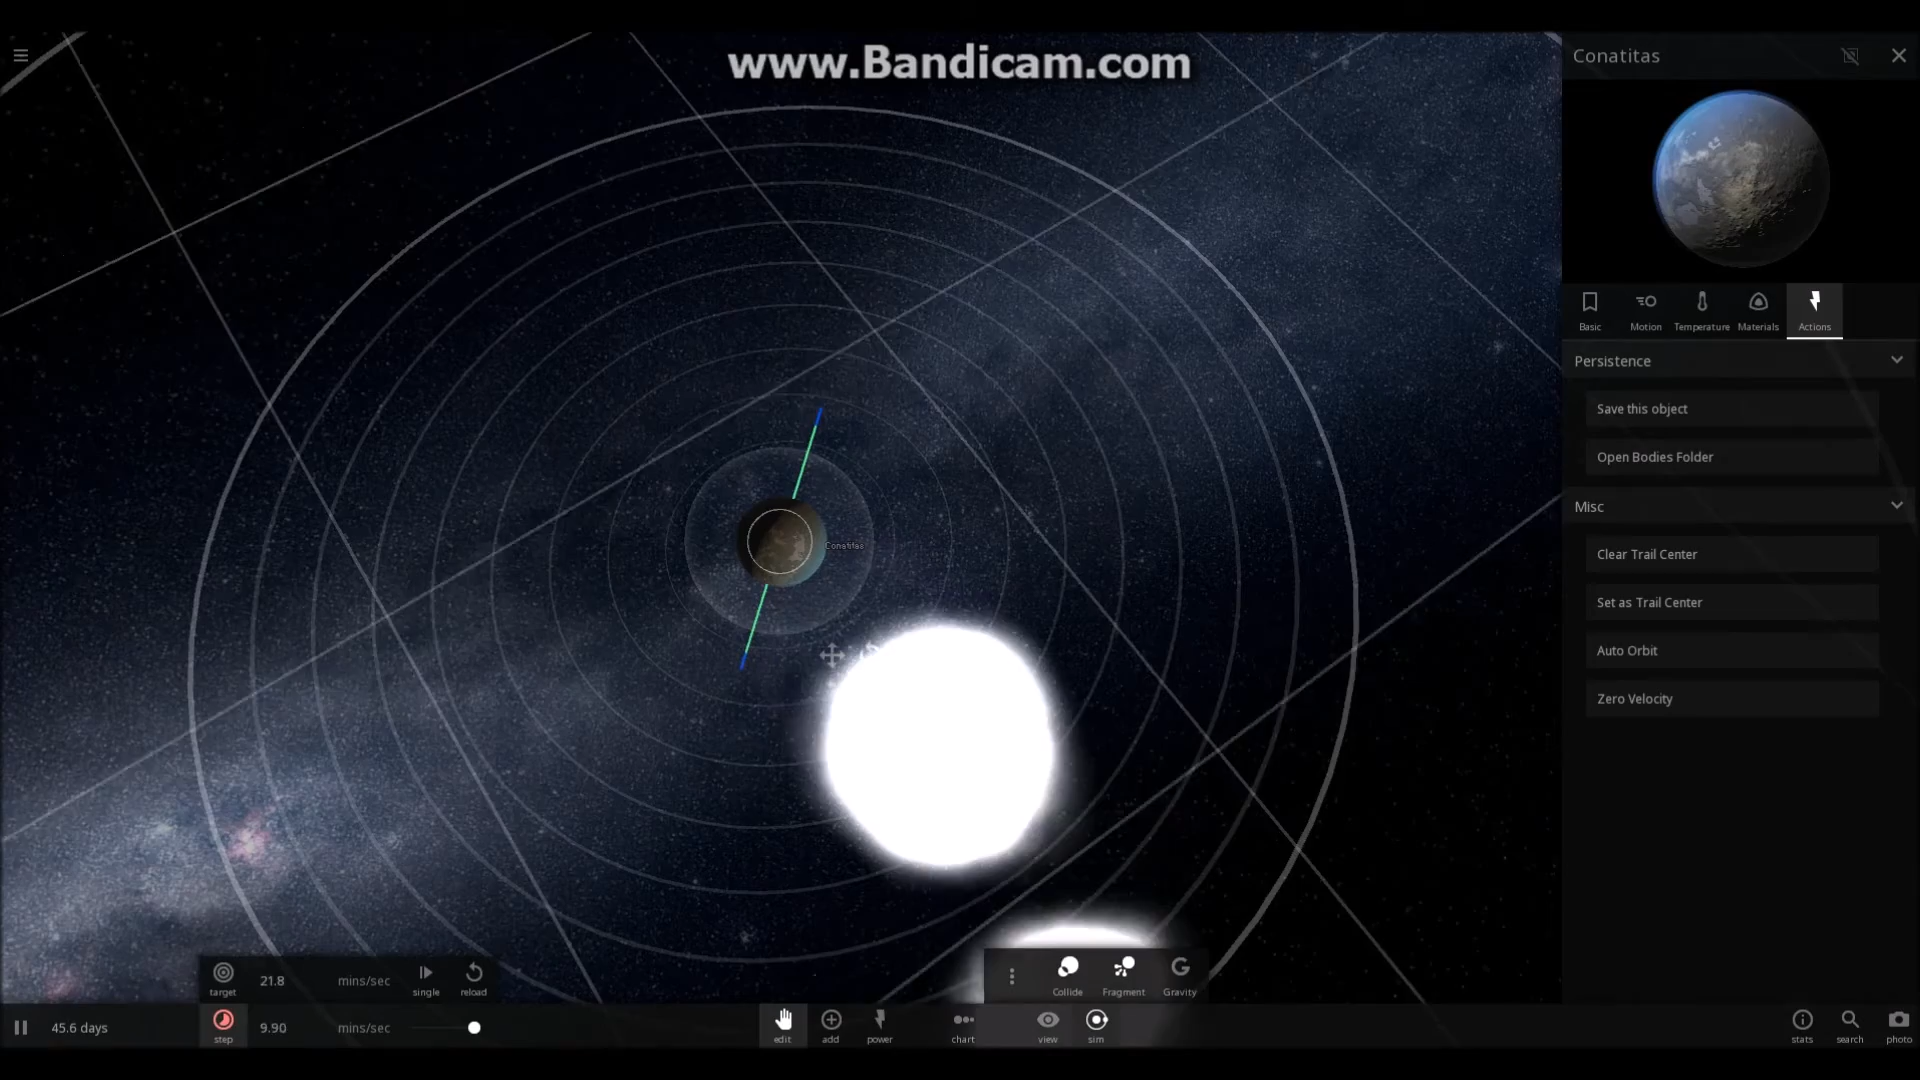 www.Bandicam.com
Conatitas
Basic
Motion
Temperature
Materials
Actions
Persistence
Save this object
Open Bodies Folder
Misc
Clear Trail Center
Set as Trail Center
Auto Orbit
Zero Velocity
Conatitas
target
21.8
mins/sec
single
reload
Collide
Fragment
Gravity
45.6 days
step
9.90
mins/sec
edit
add
power
chart
view
sim
stats
search
photo